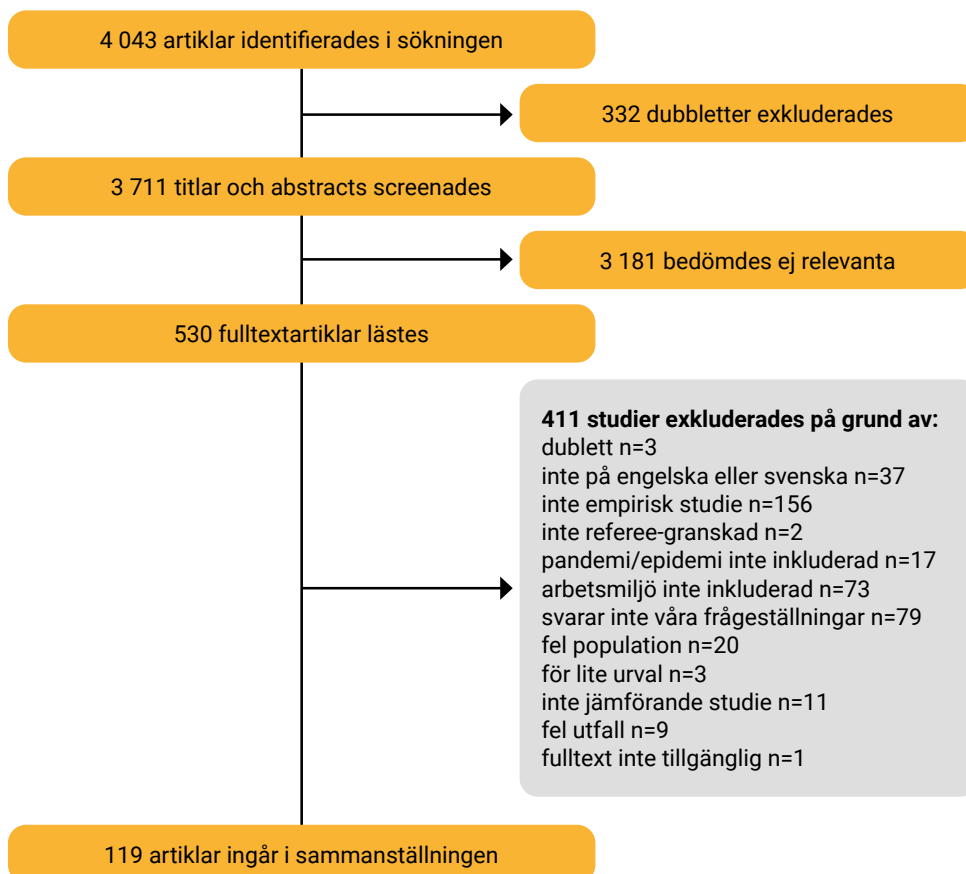 4 043 artiklar identifierades i sökningen
332 dubbletter exkluderades
3 711 titlar och abstracts screenades
3 181 bedömdes ej relevanta
530 fulltextartiklar lästes
411 studier exkluderades på grund av:
dublett n=3
inte på engelska eller svenska n=37
inte empirisk studie n=156
inte referee-granskad n=2
pandemi/epidemi inte inkluderad n=17
arbetsmiljö inte inkluderad n=73
svarar inte våra frågeställningar n=79
fel population n=20
för lite urval n=3
inte jämförande studie n=11
fel utfall n=9
fulltext inte tillgänglig n=1
119 artiklar ingår i sammanställningen